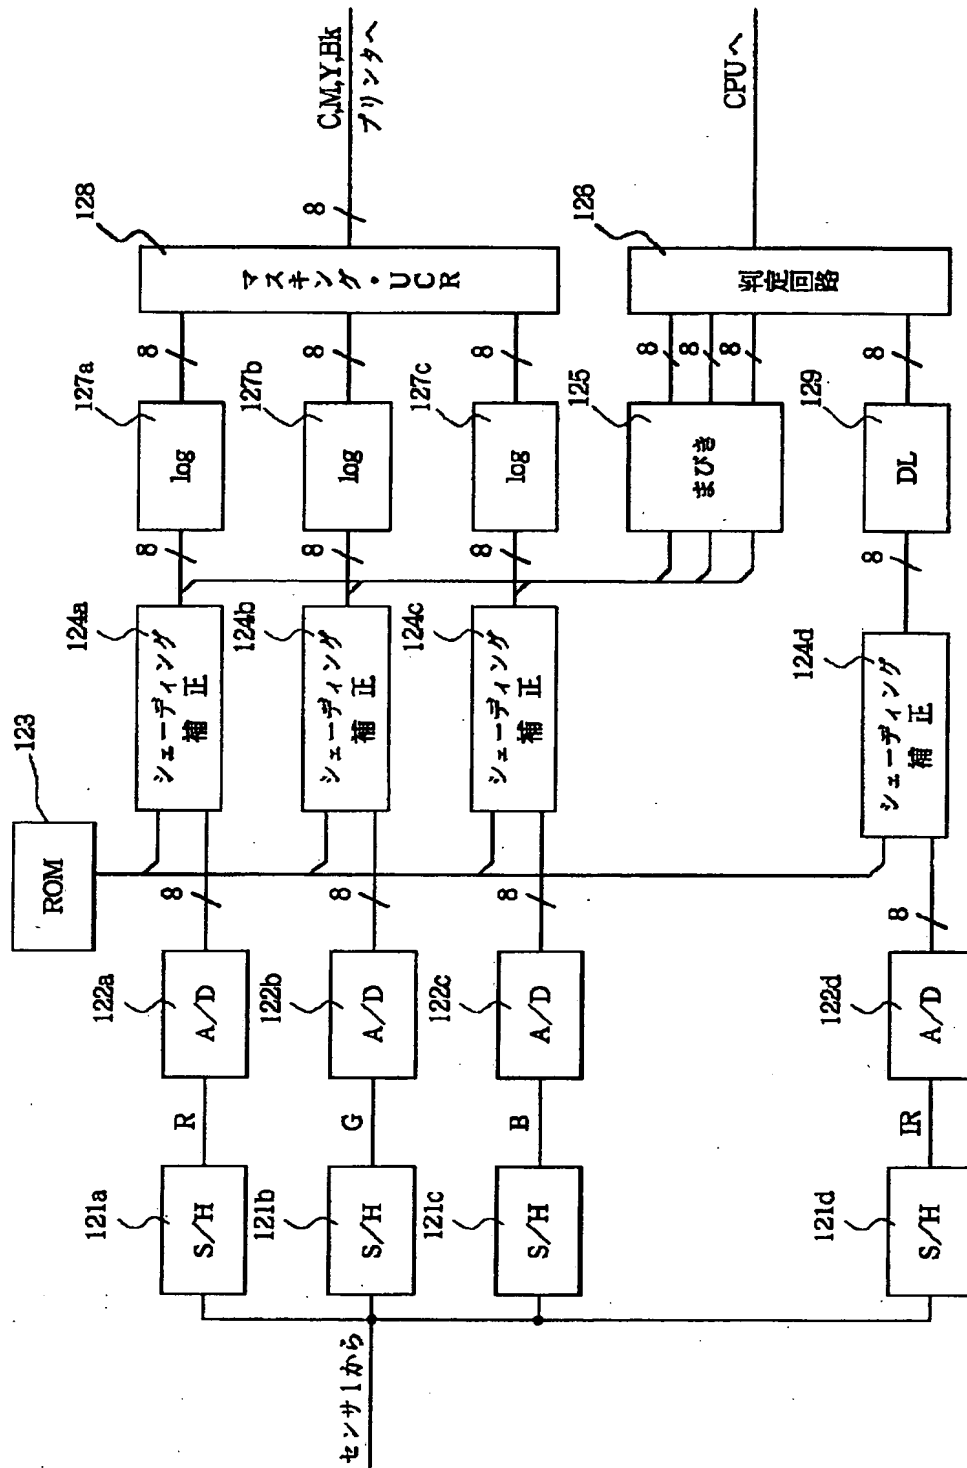 センサ1から
121a
S/H
R
122a
A/D
8
ROM
123
124a
シェーディング
補正
8
127a
log
8
128
マスキング・UCR
8
C,M,Y,Bk
プリンタへ
121b
S/H
G
122b
A/D
8
124b
シェーディング
補正
8
127b
log
8
121c
S/H
B
122c
A/D
8
124c
シェーディング
補正
8
127c
log
8
125
まびき
8
8
8
128
判定回路
CPUへ
121d
S/H
IR
122d
A/D
8
124d
シェーディング
補正
8
129
DL
8